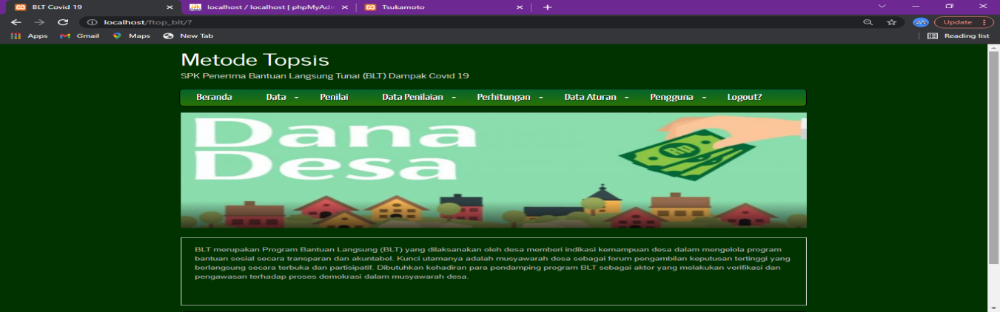 BLT Covid 19
localhost / localhost | phpMyAdm
Tsukamoto
localhost/ftop_blt/?
Update
Apps Gmail Maps New Tab Reading list
Metode Topsis
SPK Penerima Bantuan Langsung Tunai (BLT) Dampak Covid 19
Beranda Data Penilai Data Penilaian Perhitungan Data Aturan Pengguna Logout?
Dana
Desa
Rp
BLT merupakan Program Bantuan Langsung (BLT) yang dilaksanakan oleh desa memberi indikasi kemampuan desa dalam mengelola program
bantuan sosial secara transparan dan akuntabel. Kunci utamanya adalah musyawarah desa sebagai forum pengambilan keputusan tertinggi yang
berlangsung secara terbuka dan partisipatif. Dibutuhkan kehadiran para pendamping program BLT sebagai aktor yang melakukan verifikasi dan
pengawasan terhadap proses demokrasi dalam musyawarah desa.